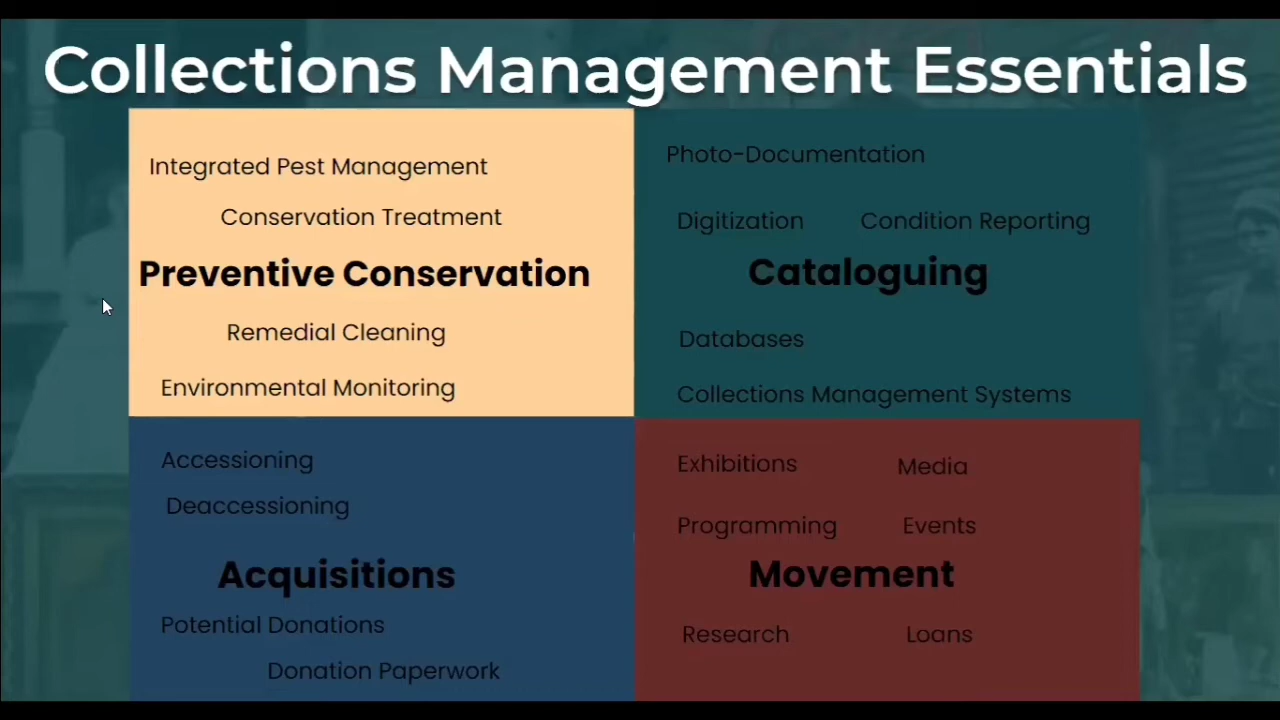 Collections Management Essentials
Integrated Pest Management
Conservation Treatment
Preventive Conservation
Remedial Cleaning
Environmental Monitoring
Photo-Documentation
Digitization Condition Reporting
Cataloguing
Databases
Collections Management Systems
Accessioning
Deaccessioning
Acquisitions
Potential Donations
Donation Paperwork
Exhibitions Media
Programming Events
Movement
Research Loans